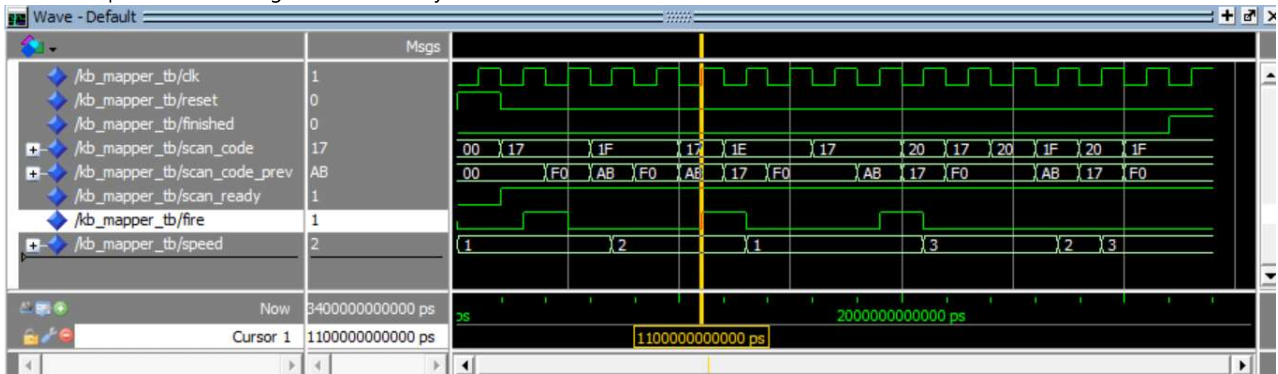 Wave - Default
Msgs
/kb_mapper_tb/clk 1
/kb_mapper_tb/reset 0
/kb_mapper_tb/finished 0
/kb_mapper_tb/scan_code 17 00 17 1F 17 1E 17 20 17 20 1F 20 1F
/kb_mapper_tb/scan_code_prev AB 00 F0 AB F0 AB 17 F0 AB 17 F0 AB 17 F0
/kb_mapper_tb/scan_ready 1
/kb_mapper_tb/fire 1
/kb_mapper_tb/speed 2 1 2 1 3 2 3
Now 3400000000000 ps ps 2000000000000 ps
Cursor 1 1100000000000 ps 1100000000000 ps